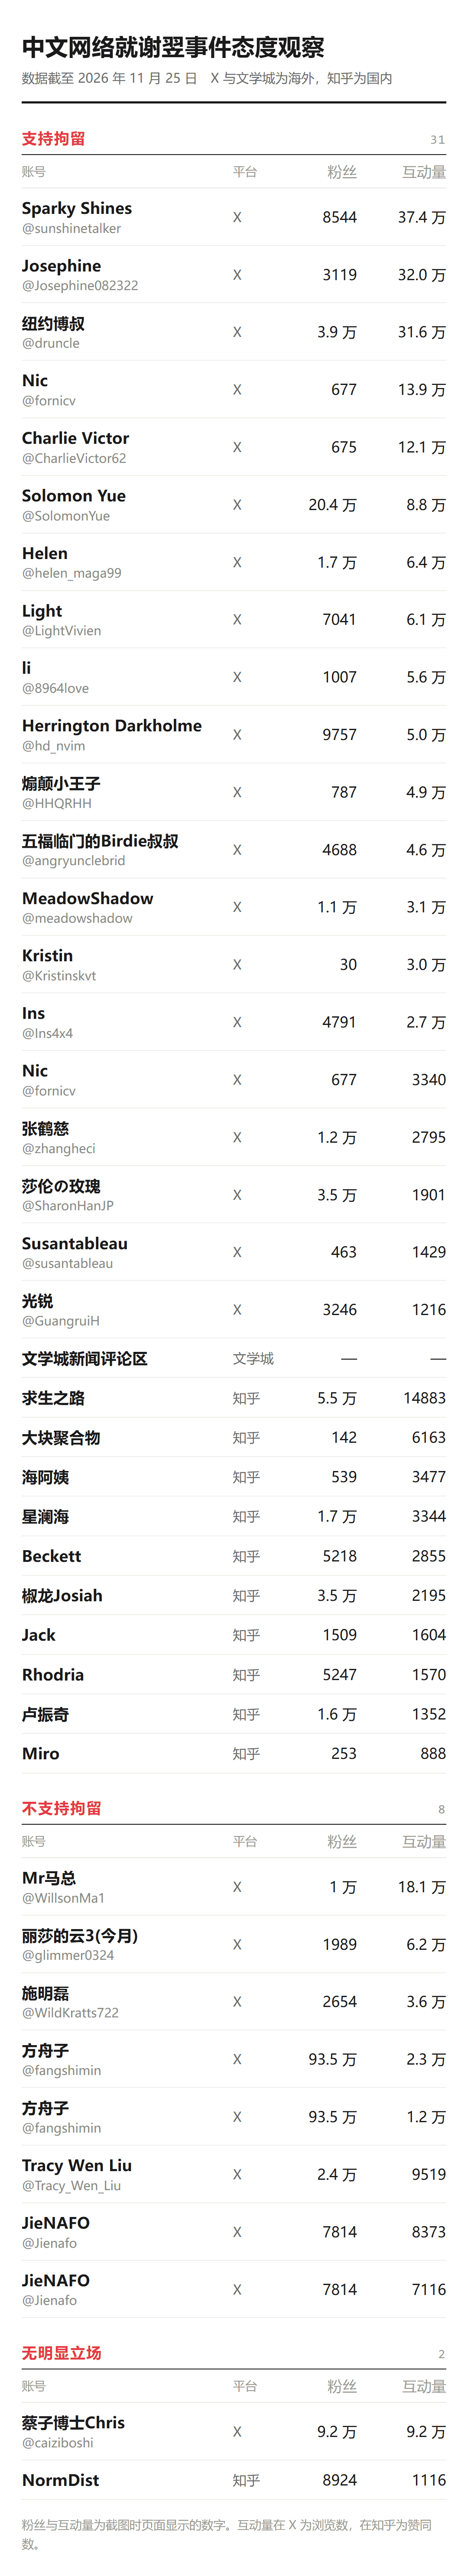 中文网络就谢翌事件态度观察
数据截至 2026 年 11 月 25 日 X 与文学城为海外，知乎为国内
支持拘留 31
账号 平台 粉丝 互动量
Sparky Shines
@sunshinetalker X 8544 37.4 万
Josephine
@Josephine082322 X 3119 32.0 万
纽约博叔
@druncle X 3.9 万 31.6 万
Nic
@fornicv X 677 13.9 万
Charlie Victor
@CharlieVictor62 X 675 12.1 万
Solomon Yue
@SolomonYue X 20.4 万 8.8 万
Helen
@helen_maga99 X 1.7 万 6.4 万
Light
@LightVivien X 7041 6.1 万
li
@8964love X 1007 5.6 万
Herrington Darkholme
@hd_nvim X 9757 5.0 万
煽颠小王子
@HHQRHH X 787 4.9 万
五福临门的Birdie叔叔
@angryunclebrid X 4688 4.6 万
MeadowShadow
@meadowshadow X 1.1 万 3.1 万
Kristin
@Kristinskvt X 30 3.0 万
Ins
@Ins4x4 X 4791 2.7 万
Nic
@fornicv X 677 3340
张鹤慈
@zhangheci X 1.2 万 2795
莎伦の玫瑰
@SharonHanJP X 3.5 万 1901
Susantableau
@susantableau X 463 1429
光锐
@GuangruiH X 3246 1216
文学城新闻评论区 文学城 — —
求生之路 知乎 5.5 万 14883
大块聚合物 知乎 142 6163
海阿姨 知乎 539 3477
星澜海 知乎 1.7 万 3344
Beckett 知乎 5218 2855
椒龙Josiah 知乎 3.5 万 2195
Jack 知乎 1509 1604
Rhodria 知乎 5247 1570
卢振奇 知乎 1.6 万 1352
Miro 知乎 253 888
不支持拘留 8
账号 平台 粉丝 互动量
Mr马总
@WillsonMa1 X 1 万 18.1 万
丽莎的云3(今月)
@glimmer0324 X 1989 6.2 万
施明磊
@WildKratts722 X 2654 3.6 万
方舟子
@fangshimin X 93.5 万 2.3 万
方舟子
@fangshimin X 93.5 万 1.2 万
Tracy Wen Liu
@Tracy_Wen_Liu X 2.4 万 9519
JieNAFO
@Jienafo X 7814 8373
JieNAFO
@Jienafo X 7814 7116
无明显立场 2
账号 平台 粉丝 互动量
蔡子博士Chris
@caiziboshi X 9.2 万 9.2 万
NormDist 知乎 8924 1116
粉丝与互动量为截图时页面显示的数字。互动量在 X 为浏览数，在知乎为赞同
数。